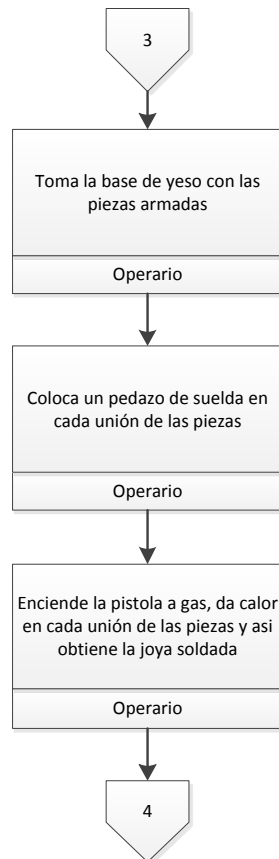 3
Toma la base de yeso con las
piezas armadas
Operario
Coloca un pedazo de suelda en
cada unión de las piezas
Operario
Enciende la pistola a gas, da calor
en cada unión de las piezas y asi
obtiene la joya soldada
Operario
4